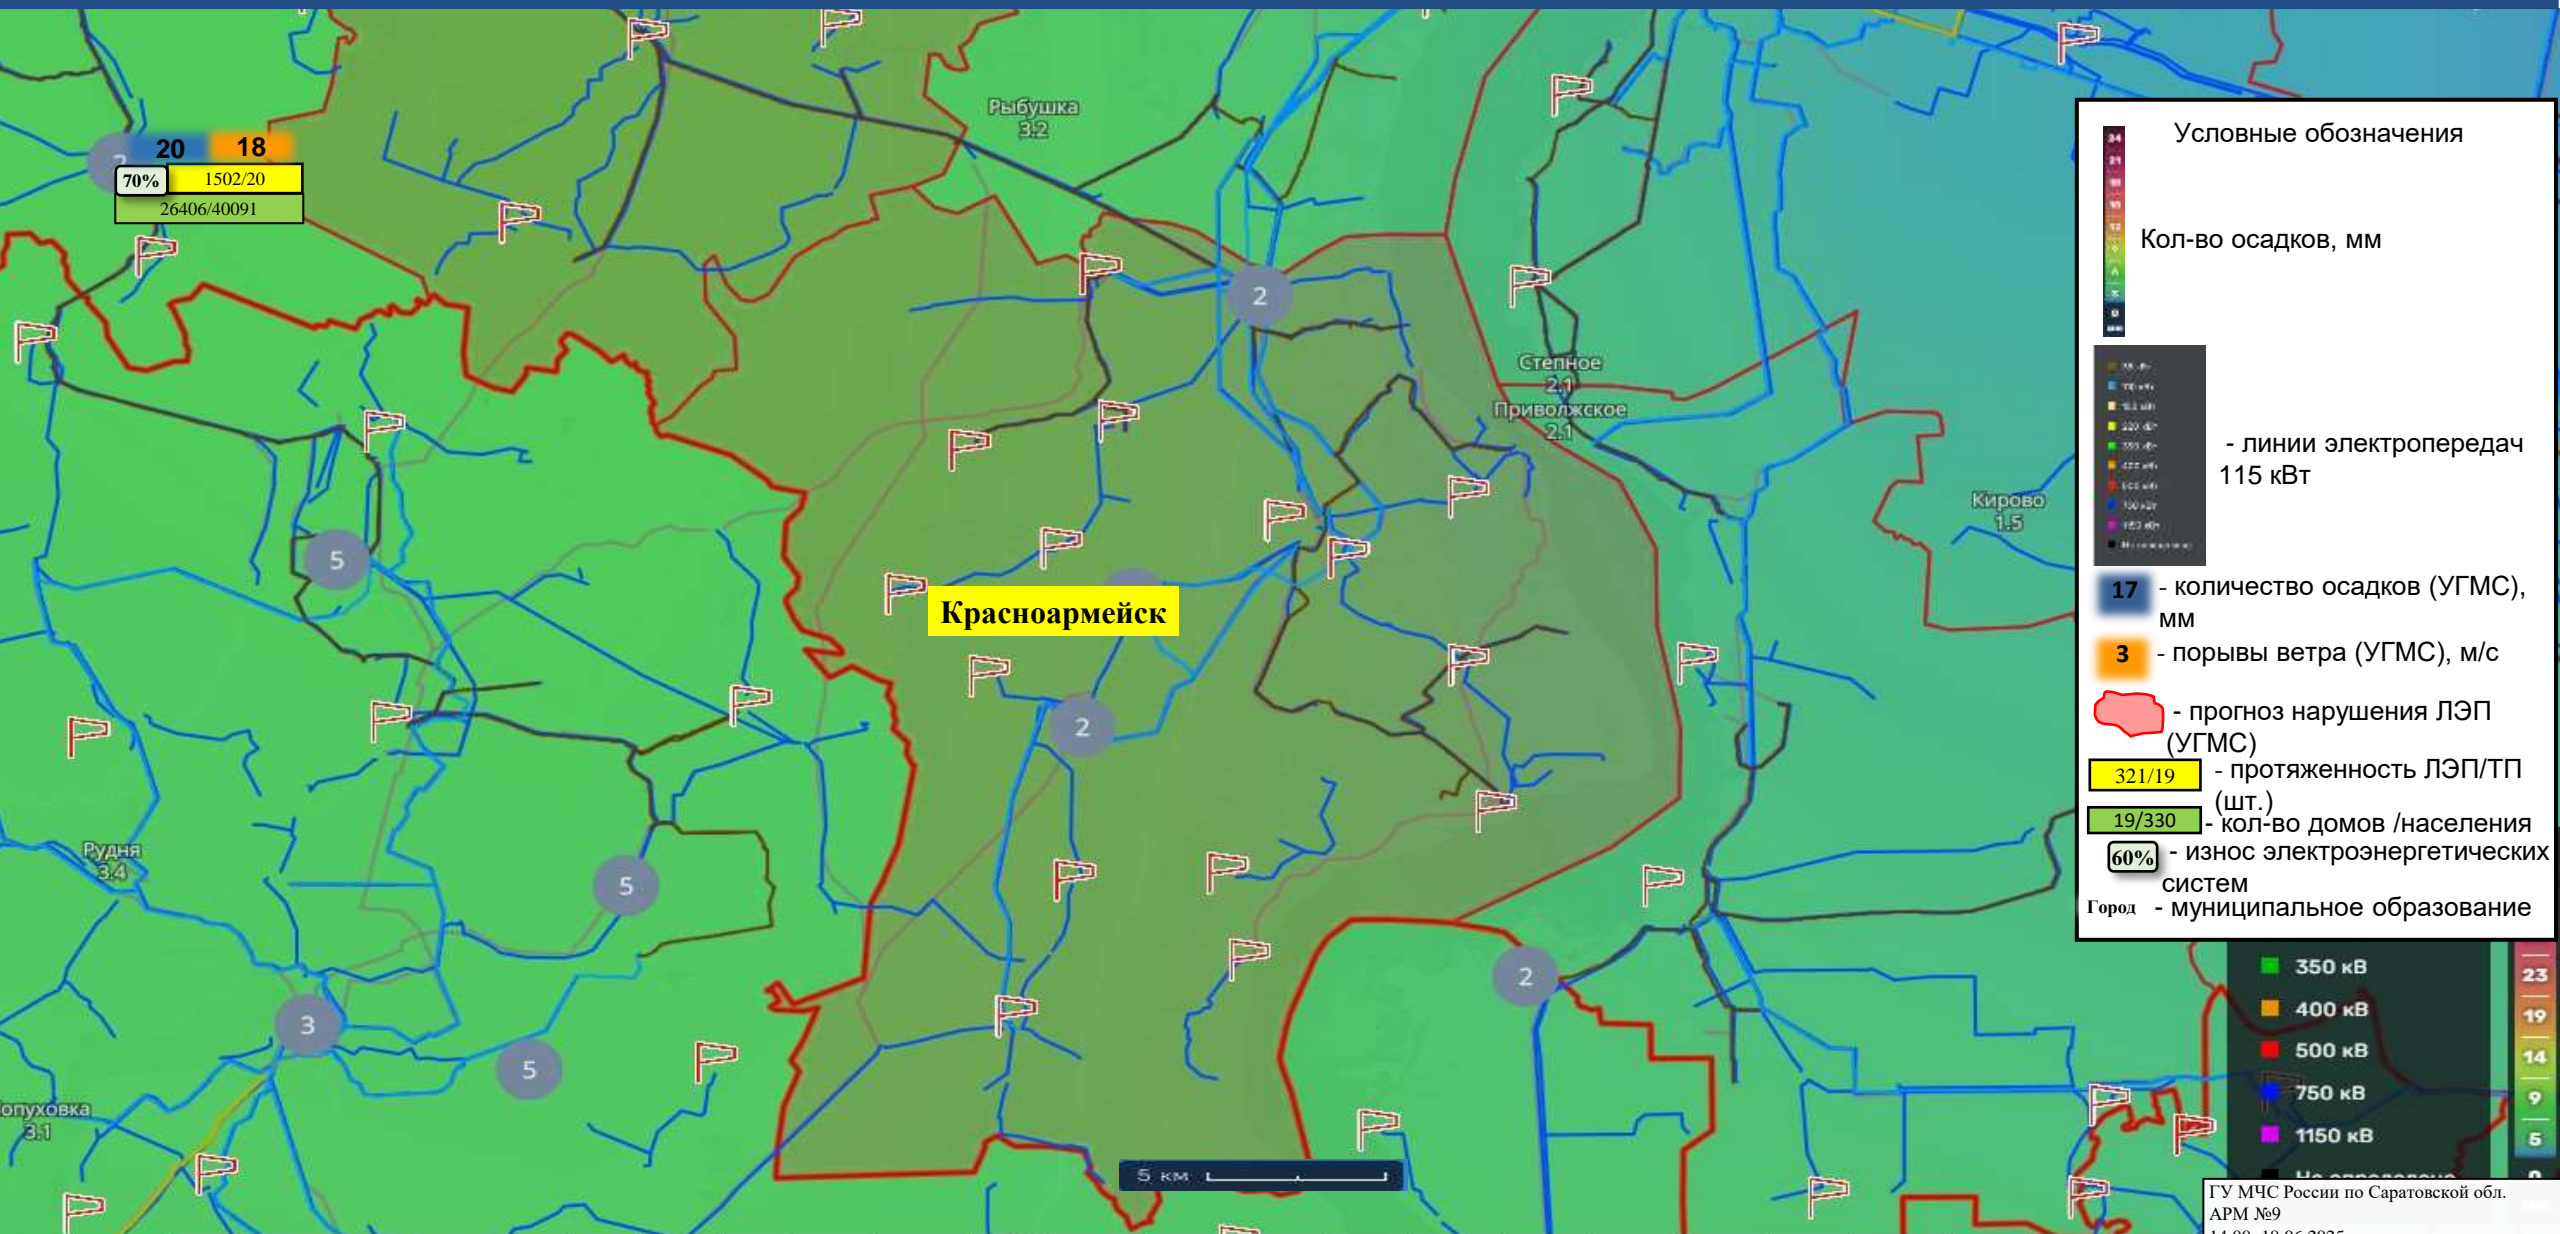 Рыбушка
3.2
2
20
18
70%
1502/20
26406/40091
2
Степное
2.1
Приволжское
2.1
Кирово
1.5
5
Красноармейск
2
Рудня
3.4
5
2
3
5
опуховка
3.1
5 км
Условные обозначения
Кол-во осадков, мм
- линии электропередач
115 кВт
17 - количество осадков (УГМС),
мм
3 - порывы ветра (УГМС), м/с
- прогноз нарушения ЛЭП
(УГМС)
321/19 - протяженность ЛЭП/ТП
(шт.)
19/330 - кол-во домов /населения
60% - износ электроэнергетических
систем
Город - муниципальное образование
350 кВ
400 кВ
500 кВ
750 кВ
1150 кВ
23
19
14
9
5
ГУ МЧС России по Саратовской обл.
АРМ №9